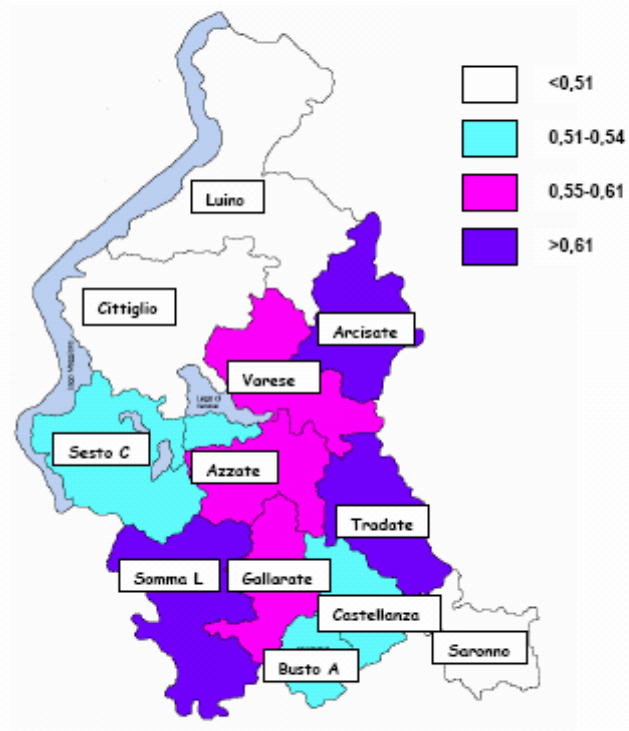 <0,51
0,51-0,54
0,55-0,61
>0,61
Luino
Cittiglio
Arcisate
Varese
Sesto C
Azzate
Tradate
Somma L
Gallarate
Castellanza
Saronno
Busto A